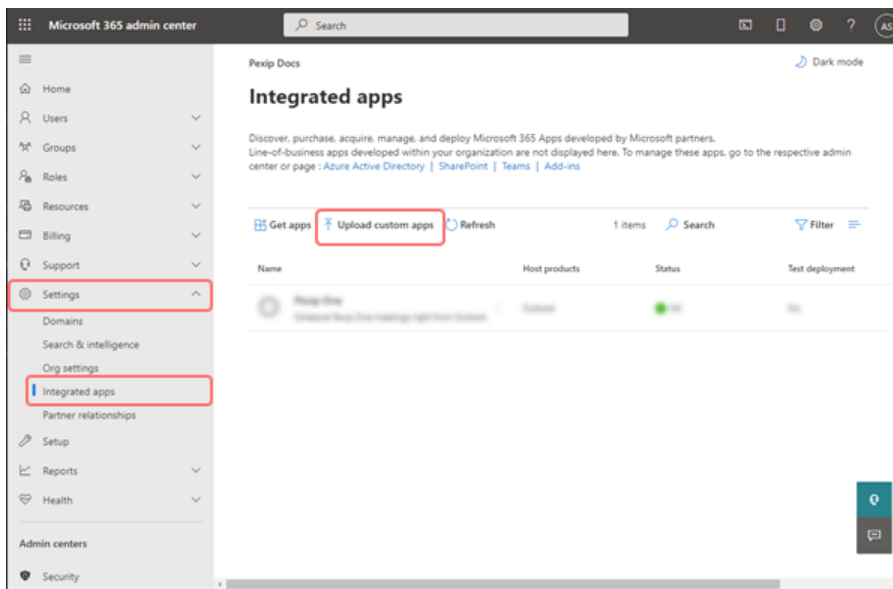 Microsoft 365 admin center
Search
AS
Pexip Docs
Dark mode
Home
Users
Groups
Roles
Resources
Billing
Support
Settings
Domains
Search & intelligence
Org settings
Integrated apps
Partner relationships
Setup
Reports
Health
Admin centers
Security
Integrated apps
Discover, purchase, acquire, manage, and deploy Microsoft 365 Apps developed by Microsoft partners.
Line-of-business apps developed within your organization are not displayed here. To manage these apps, go to the respective admin
center or page : Azure Active Directory | SharePoint | Teams | Add-ins
Get apps Upload custom apps Refresh 1 items Search Filter
Name Host products Status Test deployment